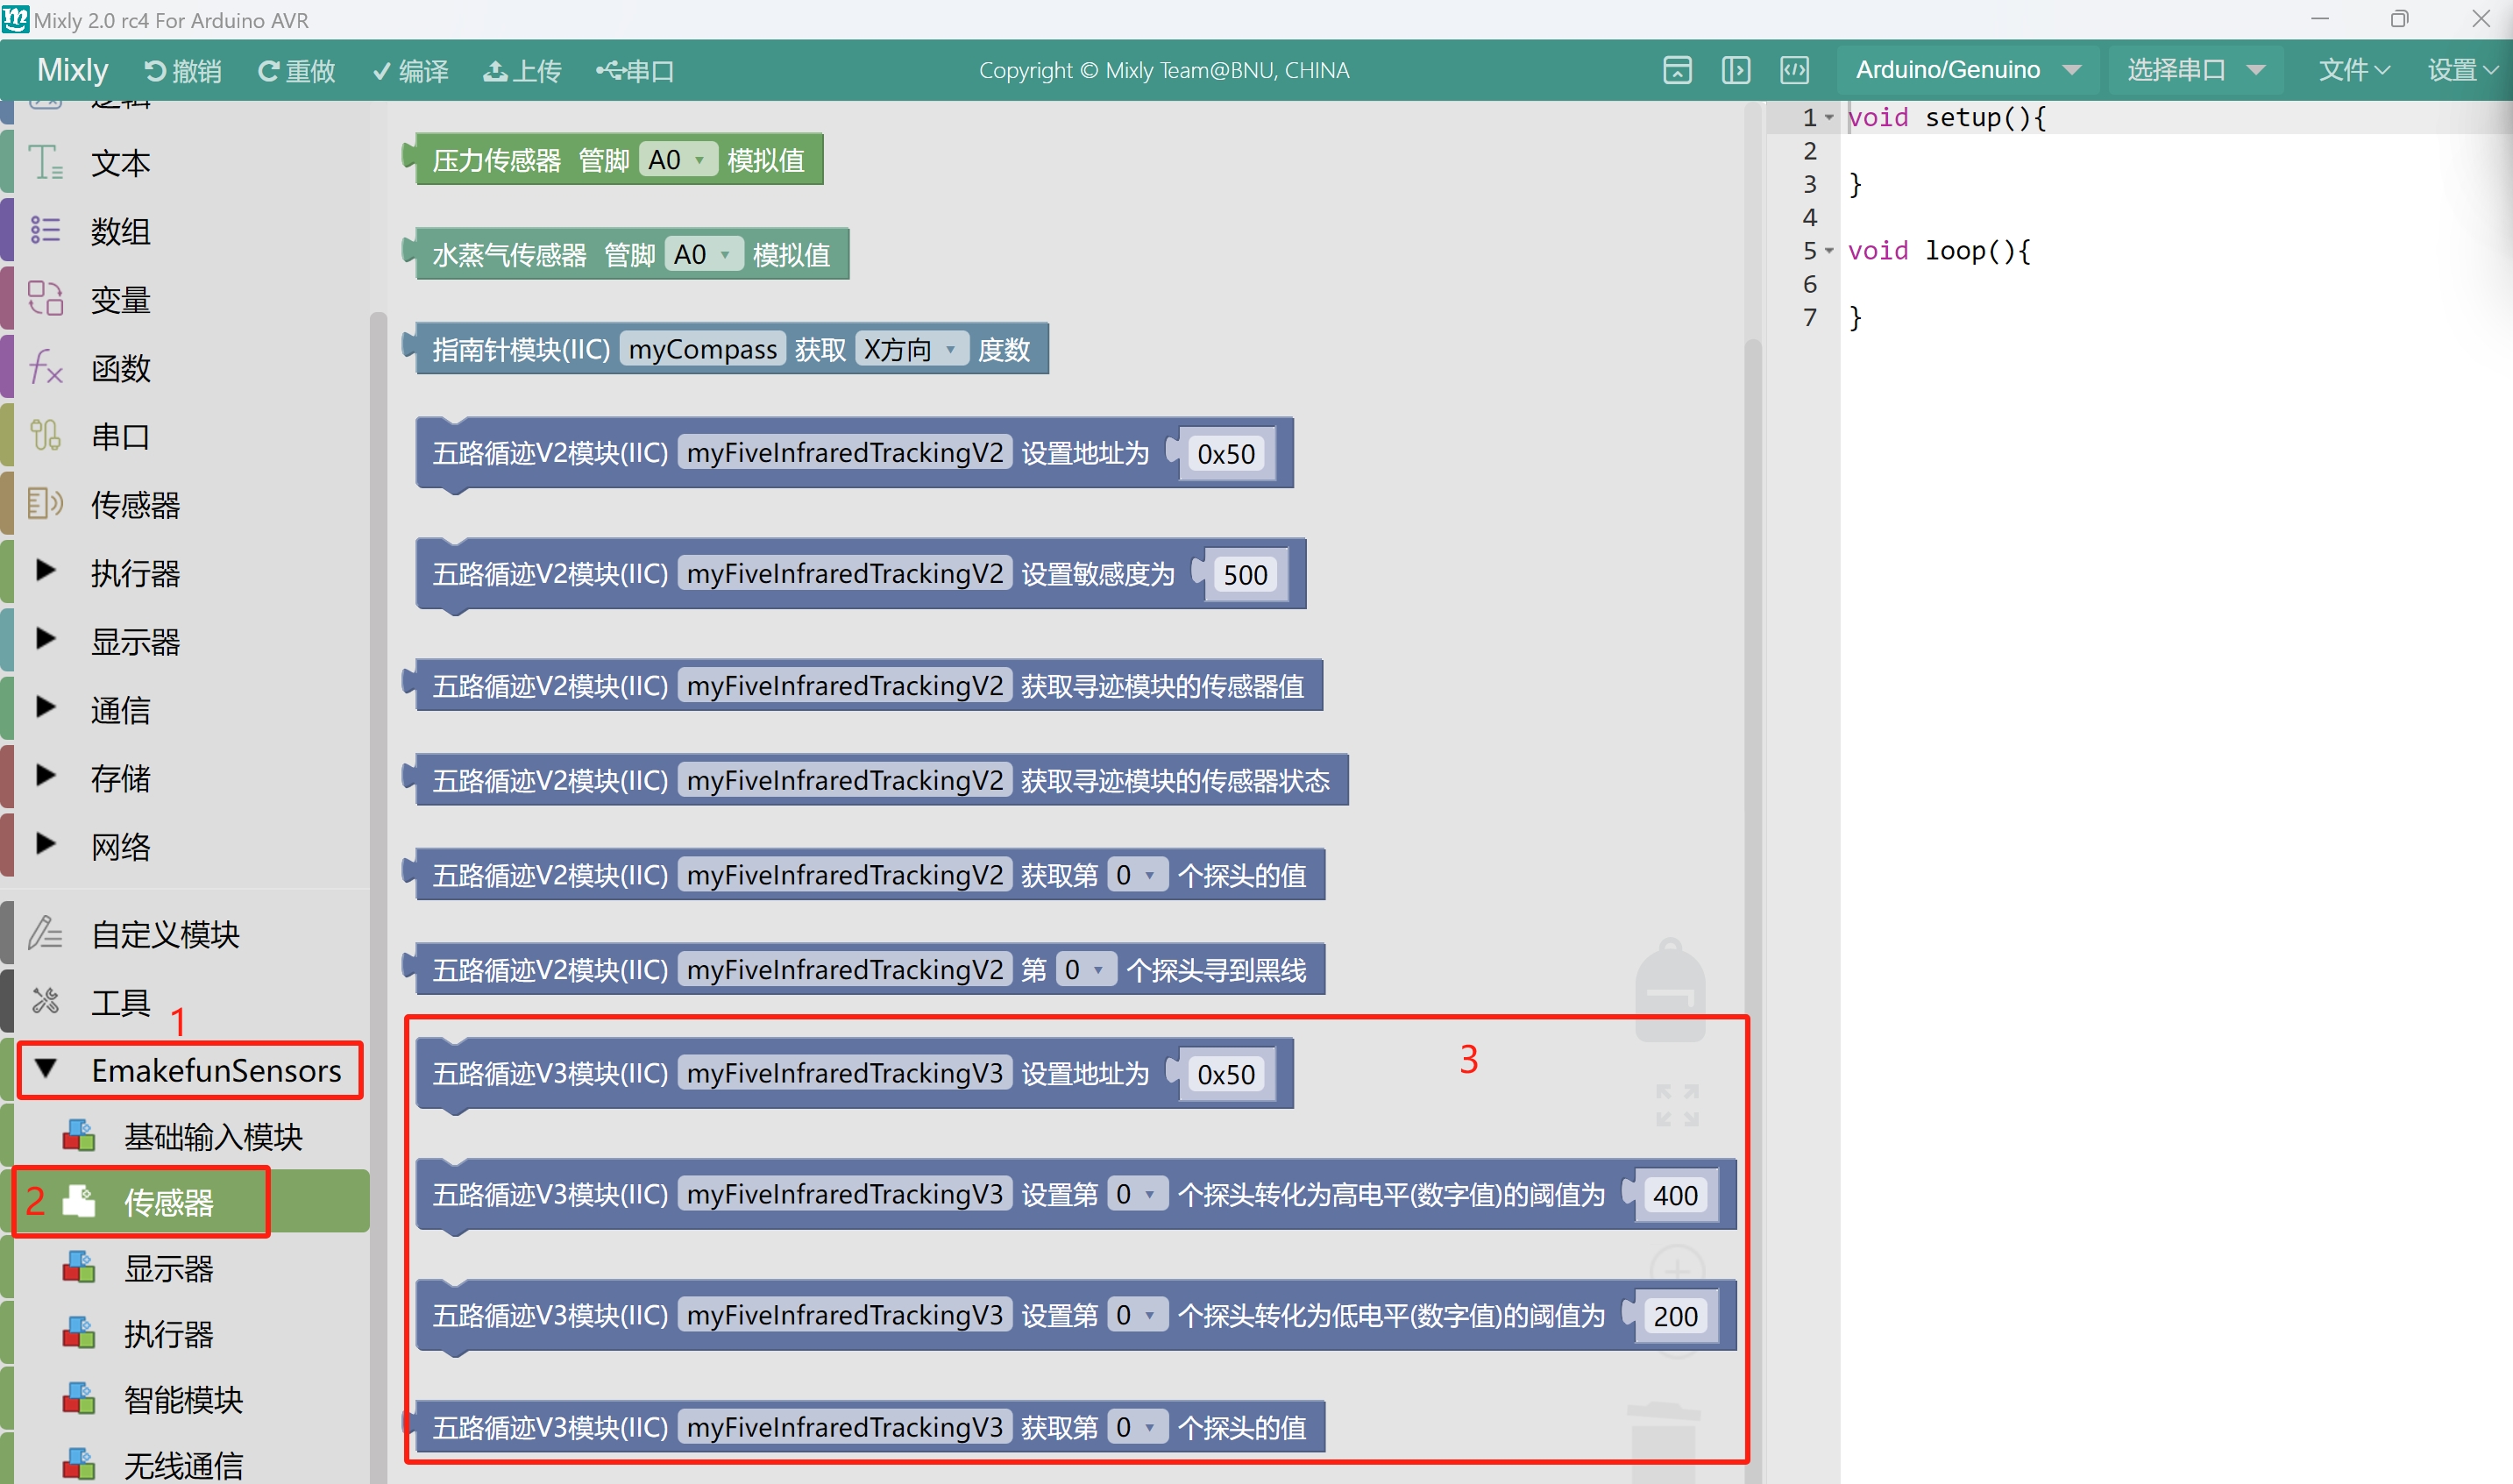 Mixly 2.0 rc4 For Arduino AVR
Mixly 撤销 重做 编译 上传 串口 Copyright © Mixly Team@BNU, CHINA Arduino/Genuino 选择串口 文件 设置
逻辑
文本
数组
变量
函数
串口
传感器
执行器
显示器
通信
存储
网络
自定义模块
工具
1
EmakefunSensors
基础输入模块
2 传感器
显示器
执行器
智能模块
无线通信
压力传感器 管脚 A0 模拟值
水蒸气传感器 管脚 A0 模拟值
指南针模块(IIC) myCompass 获取 X方向 度数
五路循迹V2模块(IIC) myFiveInfraredTrackingV2 设置地址为 0x50
五路循迹V2模块(IIC) myFiveInfraredTrackingV2 设置敏感度为 500
五路循迹V2模块(IIC) myFiveInfraredTrackingV2 获取寻迹模块的传感器值
五路循迹V2模块(IIC) myFiveInfraredTrackingV2 获取寻迹模块的传感器状态
五路循迹V2模块(IIC) myFiveInfraredTrackingV2 获取第 0 个探头的值
五路循迹V2模块(IIC) myFiveInfraredTrackingV2 第 0 个探头寻到黑线
3
五路循迹V3模块(IIC) myFiveInfraredTrackingV3 设置地址为 0x50
五路循迹V3模块(IIC) myFiveInfraredTrackingV3 设置第 0 个探头转化为高电平(数字值)的阈值为 400
五路循迹V3模块(IIC) myFiveInfraredTrackingV3 设置第 0 个探头转化为低电平(数字值)的阈值为 200
五路循迹V3模块(IIC) myFiveInfraredTrackingV3 获取第 0 个探头的值
1 void setup(){
2
3 }
4
5 void loop(){
6
7 }